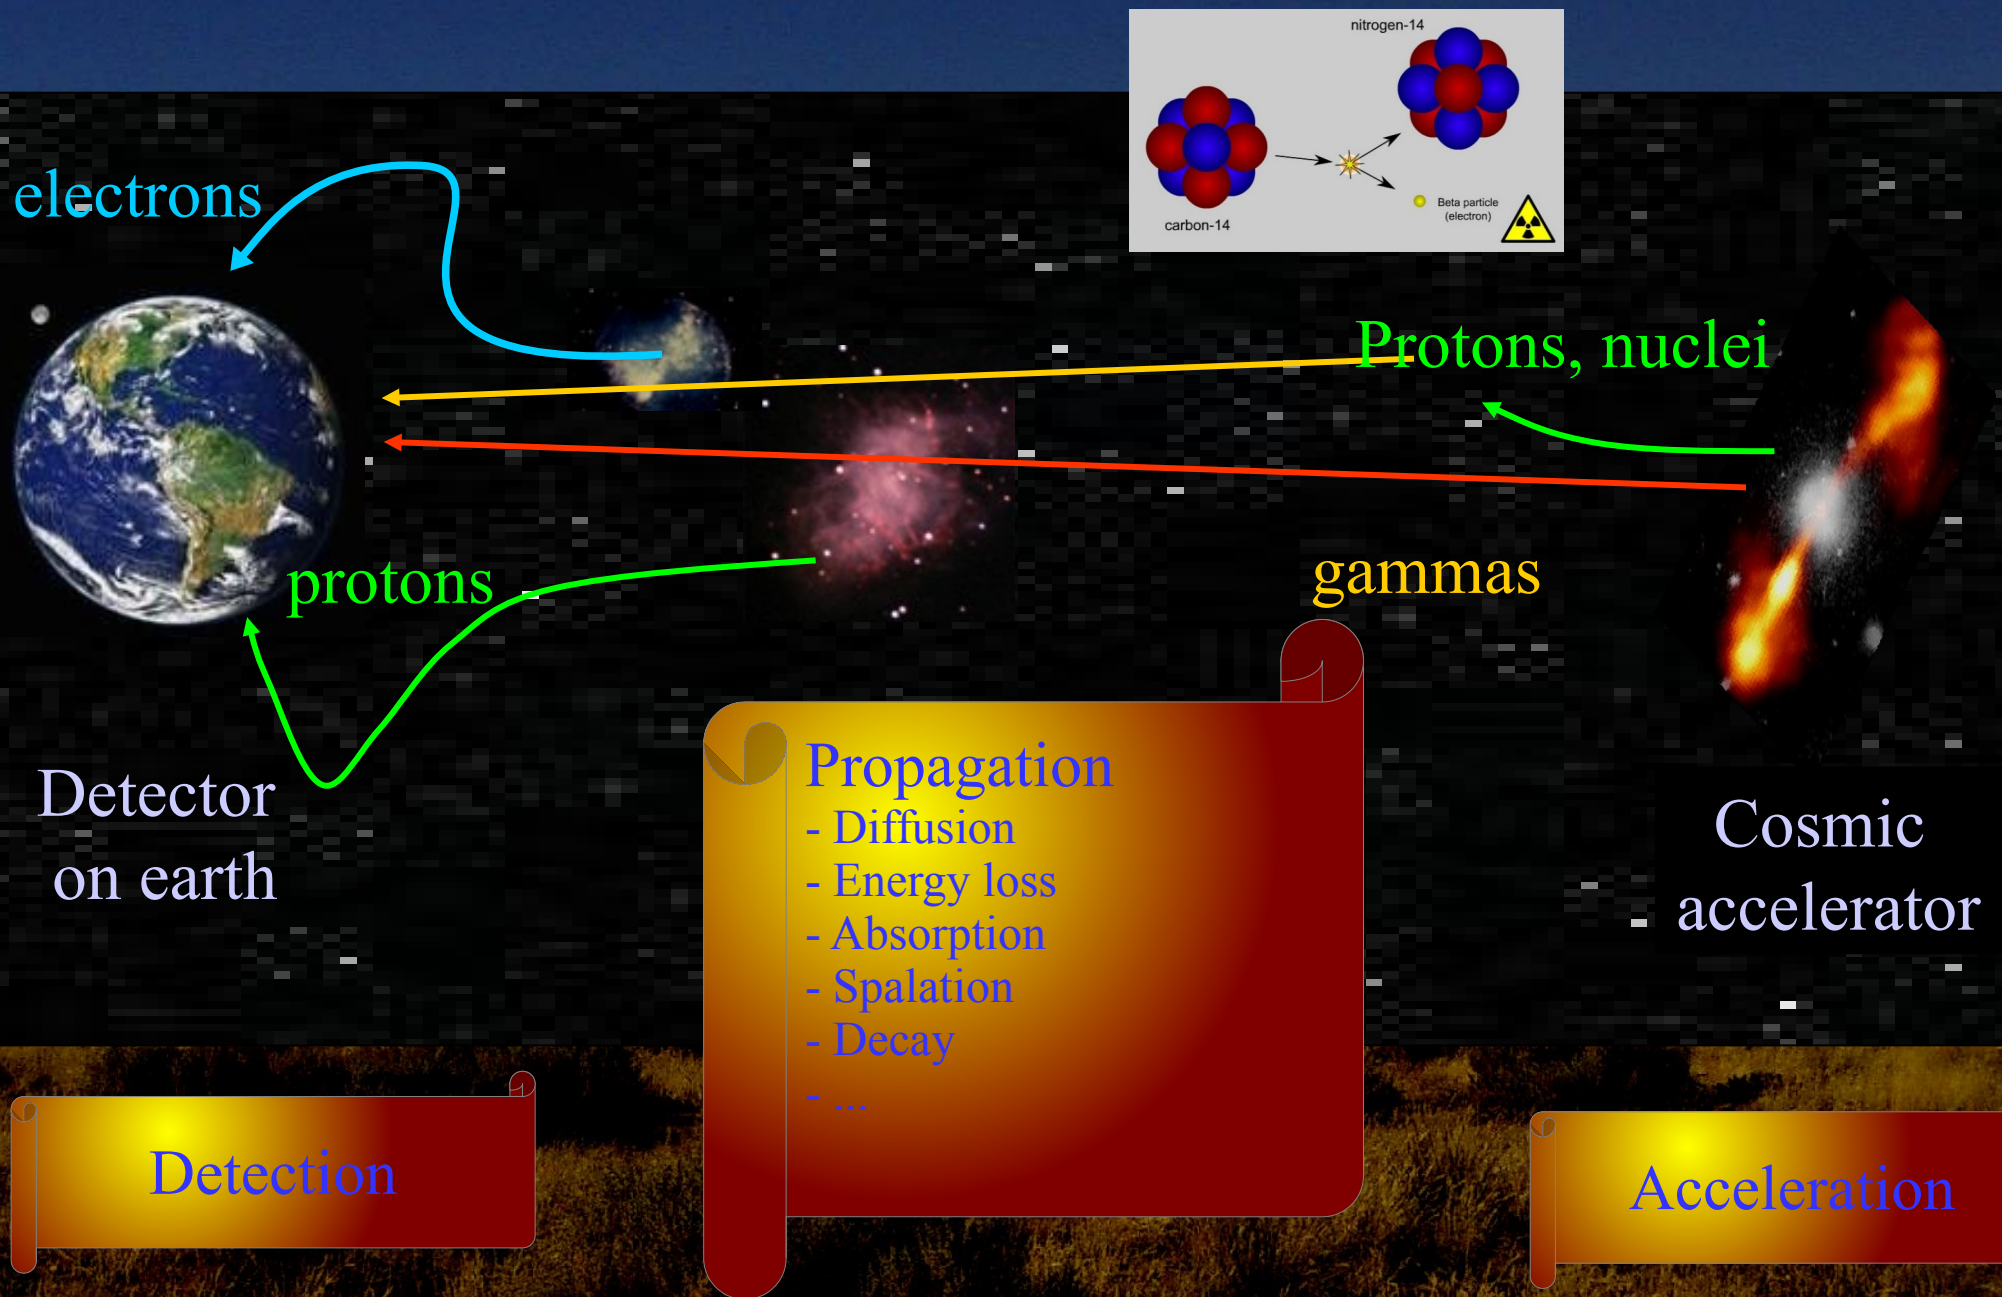 nitrogen-14
carbon-14
Beta particle
(electron)
electrons
Protons, nuclei
protons
gammas
Detector
on earth
Propagation
- Diffusion
- Energy loss
- Absorption
- Spalation
- Decay
- ...
Cosmic
accelerator
Detection
Acceleration